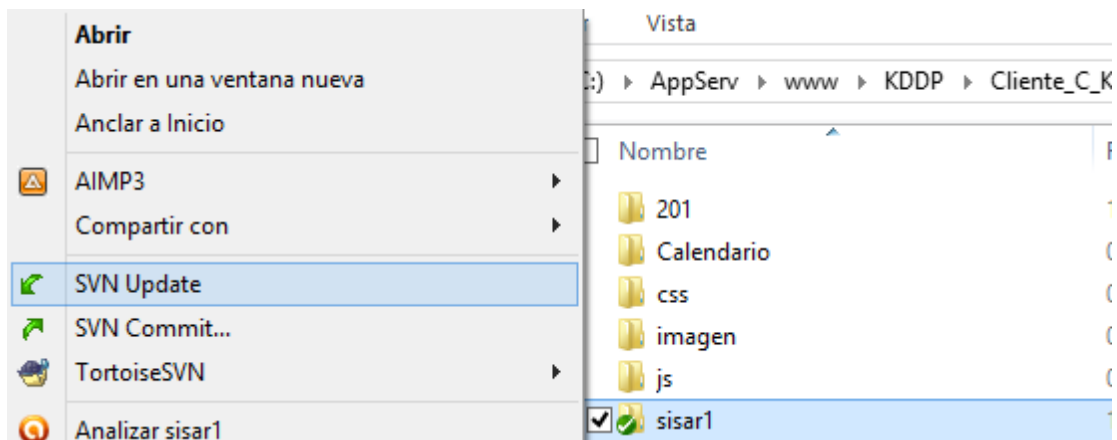 Abrir
Abrir en una ventana nueva
Anclar a Inicio
AIMP3
Compartir con
SVN Update
SVN Commit...
TortoiseSVN
Analizar sisar1
Vista
:) AppServ www KDDP Cliente_C_K
Nombre
201
Calendario
css
imagen
js
sisar1